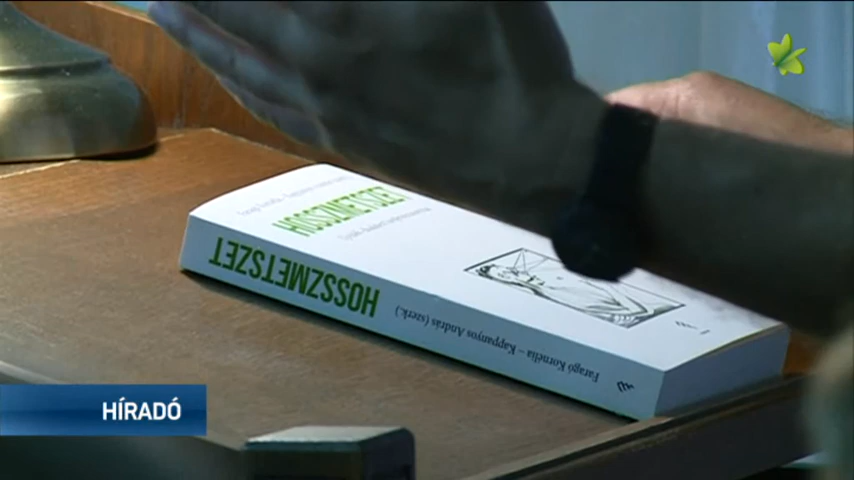 HOSSZMETSZET
HOSSZMETSZET
Faragó Kornélia – Kappanyos András (szerk.)
HÍRADÓ